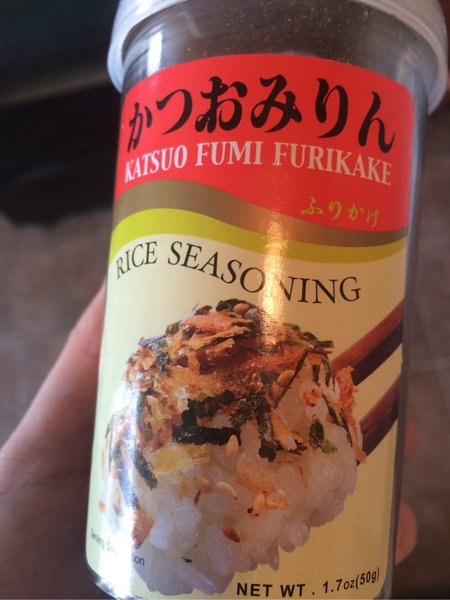 かつおみりん
KATSUO FUMI FURIKAKE
ふりかけ
RICE SEASONING
Serving
NET WT. 1.7oz(50g)